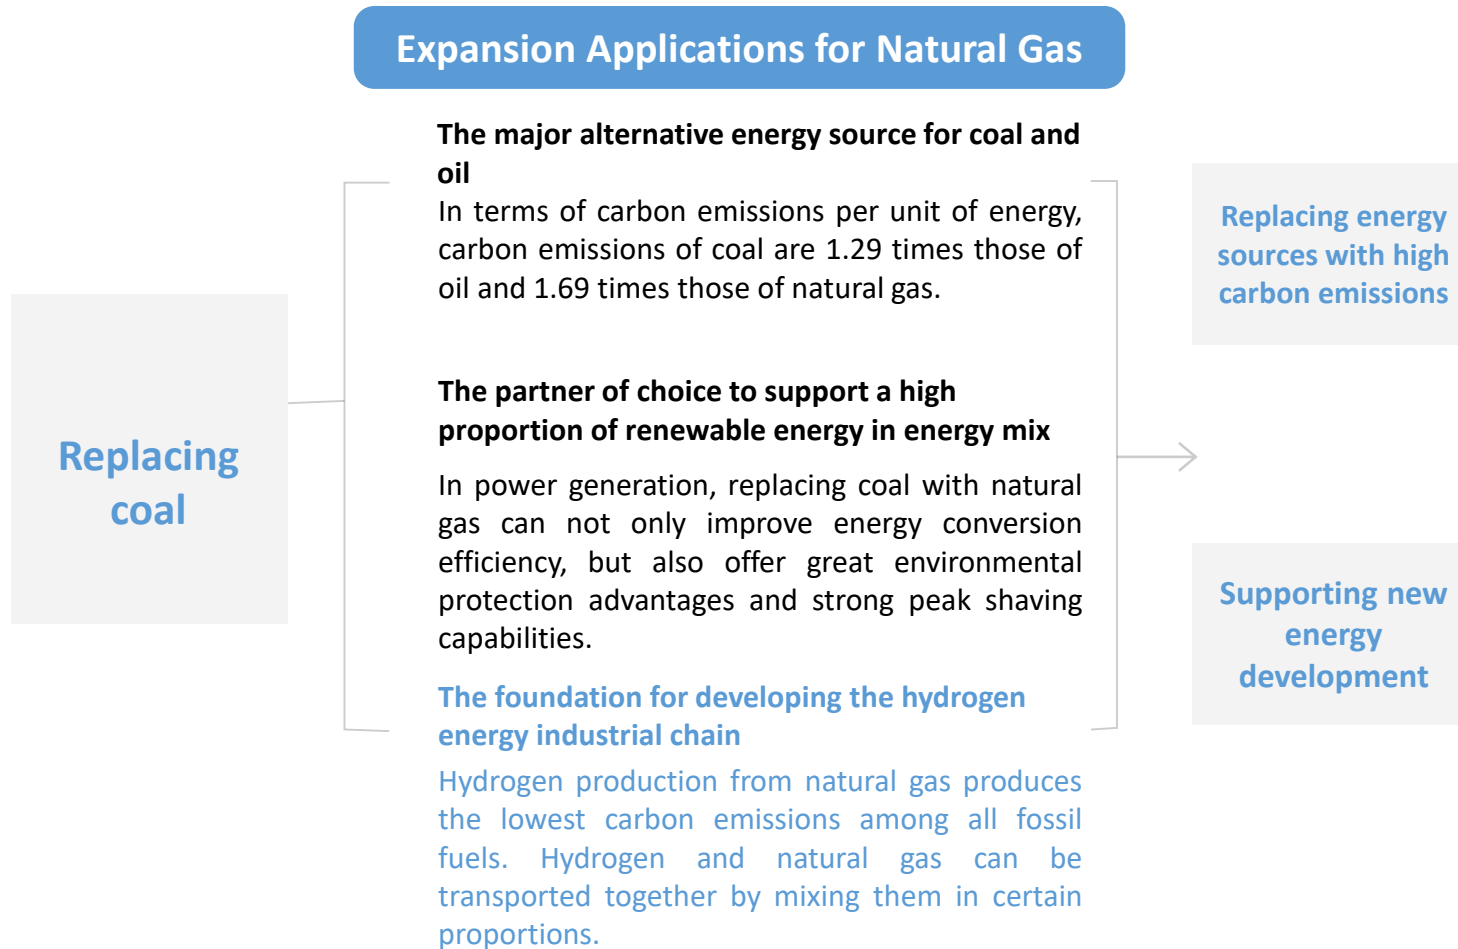 Expansion Applications for Natural Gas
Replacing
coal
The major alternative energy source for coal and
oil
In terms of carbon emissions per unit of energy,
carbon emissions of coal are 1.29 times those of
oil and 1.69 times those of natural gas.
The partner of choice to support a high
proportion of renewable energy in energy mix
In power generation, replacing coal with natural
gas can not only improve energy conversion
efficiency, but also offer great environmental
protection advantages and strong peak shaving
capabilities.
The foundation for developing the hydrogen
energy industrial chain
Hydrogen production from natural gas produces
the lowest carbon emissions among all fossil
fuels. Hydrogen and natural gas can be
transported together by mixing them in certain
proportions.
Replacing energy
sources with high
carbon emissions
Supporting new
energy
development